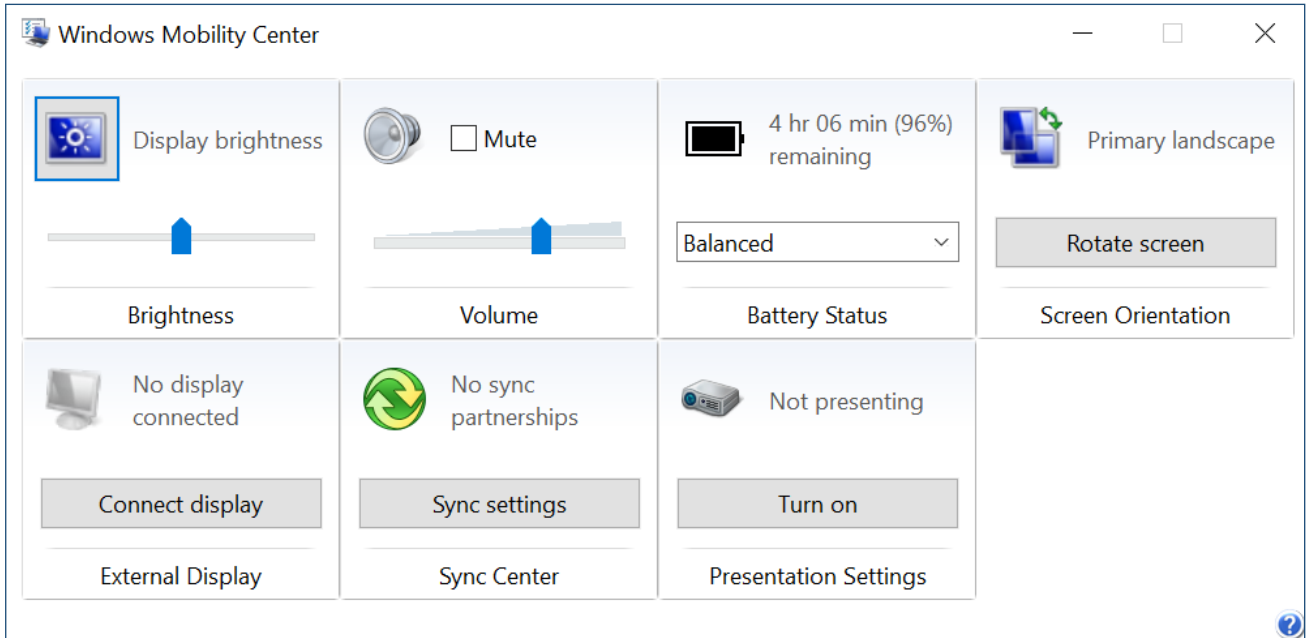 Windows Mobility Center
Display brightness
Brightness
Mute
Volume
4 hr 06 min (96%)
remaining
Balanced
Battery Status
Primary landscape
Rotate screen
Screen Orientation
No display
connected
Connect display
External Display
No sync
partnerships
Sync settings
Sync Center
Not presenting
Turn on
Presentation Settings
?